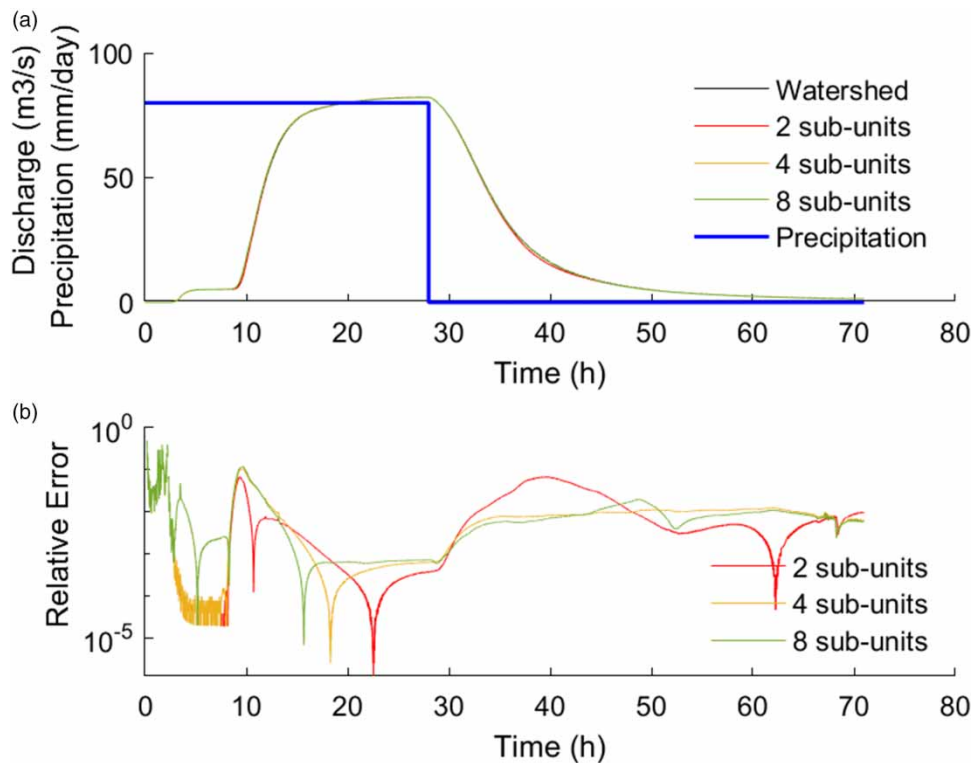 (a)
Discharge (m3/s)
Precipitation (mm/day)
100
50
0
Watershed
2 sub-units
4 sub-units
8 sub-units
Precipitation
0 10 20 30 40 50 60 70 80
Time (h)
(b)
Relative Error
10^0
10^-5
2 sub-units
4 sub-units
8 sub-units
0 10 20 30 40 50 60 70 80
Time (h)